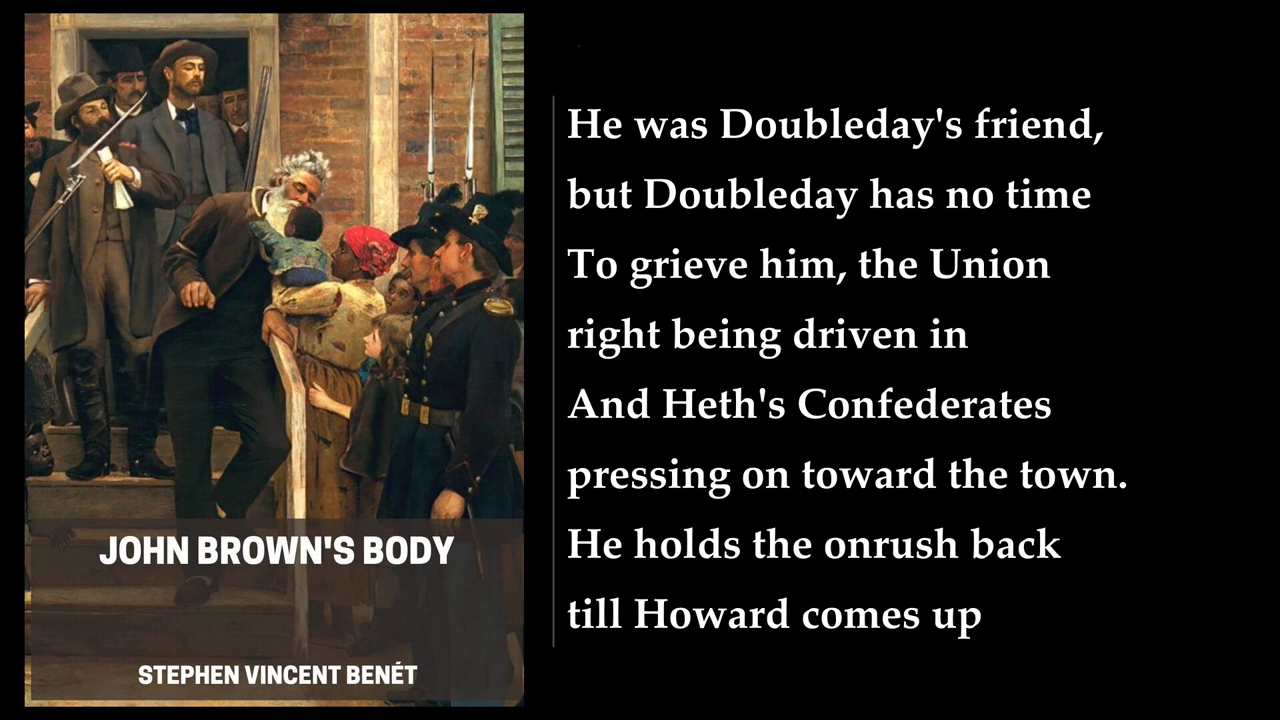 JOHN BROWN'S BODY
STEPHEN VINCENT BENÉT
He was Doubleday's friend,
but Doubleday has no time
To grieve him, the Union
right being driven in
And Heth's Confederates
pressing on toward the town.
He holds the onrush back
till Howard comes up